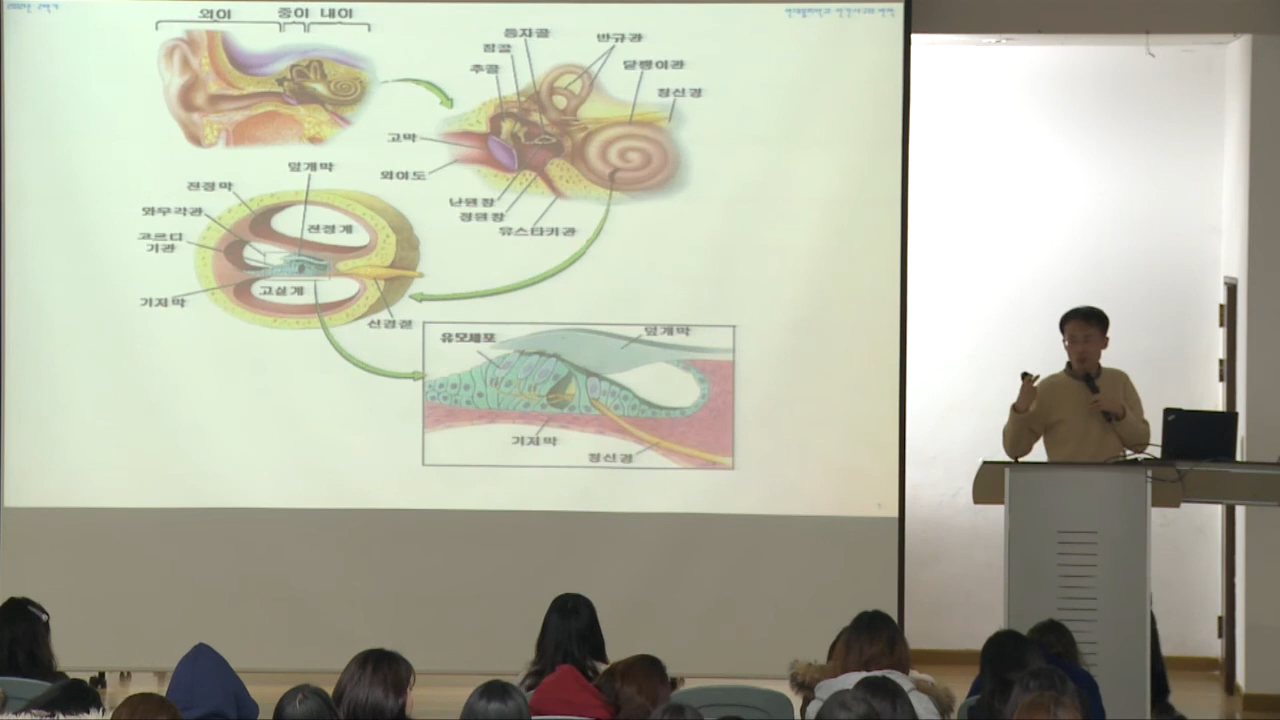 외이 중이 내이
등자골
침골
추골
반규관
달팽이관
청신경
고막
외이도
난원창
정원창
유스타키관
덮개막
전정막
와우각관
코르티
기관
전정계
고실계
기저막
신경절
유모세포
덮개막
기저막
청신경